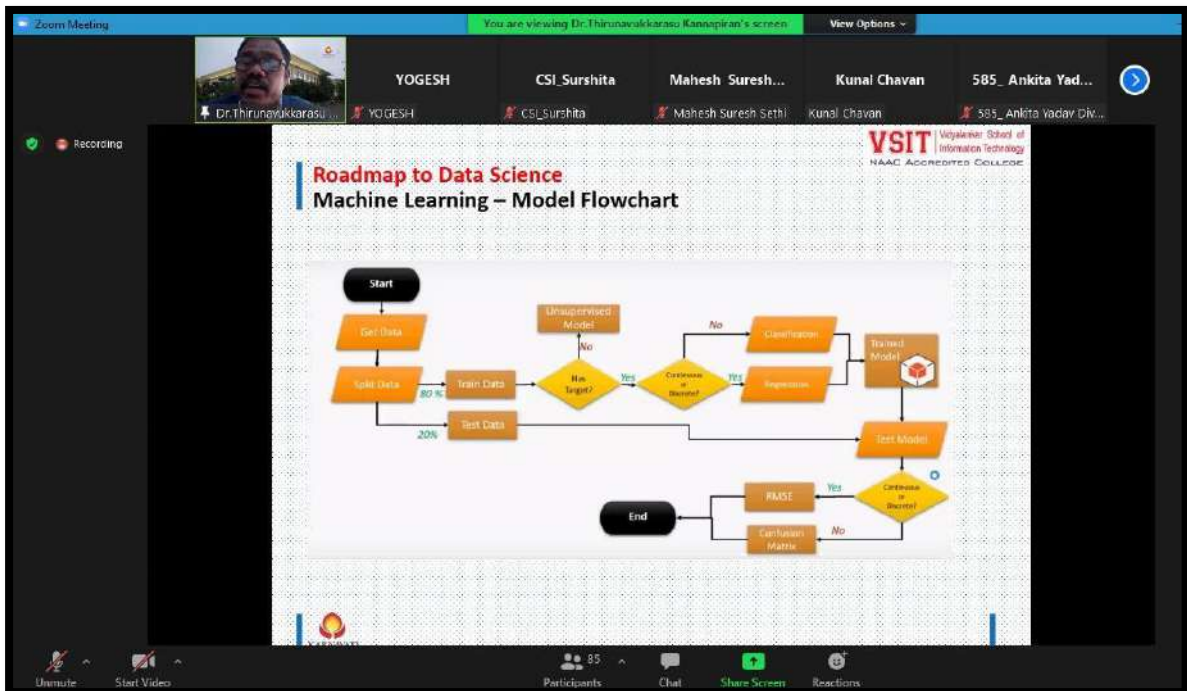 Zoom Meeting
You are viewing Dr.Thirunavukkarasu Kannapiran's screen
View Options
YOGESH
CSI_Surshita
Mahesh Suresh...
Kunal Chavan
585_ Ankita Yad...
Dr.Thirunavukkarasu ...
YOGESH
CSI_Surshita
Mahesh Suresh Sethi
Kunal Chavan
585_ Ankita Yadav Div...
Recording
VSIT
Vidyalankar School of
Information Technology
NAAC ACCREDITED COLLEGE
Roadmap to Data Science
Machine Learning – Model Flowchart
Start
Get Data
Split Data
80 %
Train Data
20%
Test Data
Unsupervised
Model
No
Has
Target?
Yes
Continuous
or
Discrete?
No
Classification
Yes
Regression
Trained
Model
Test Model
Continuous
or
Discrete?
Yes
RMSE
No
Confusion
Matrix
End
KARNAVATI
Unmute
Start Video
85
Participants
Chat
Share Screen
Reactions